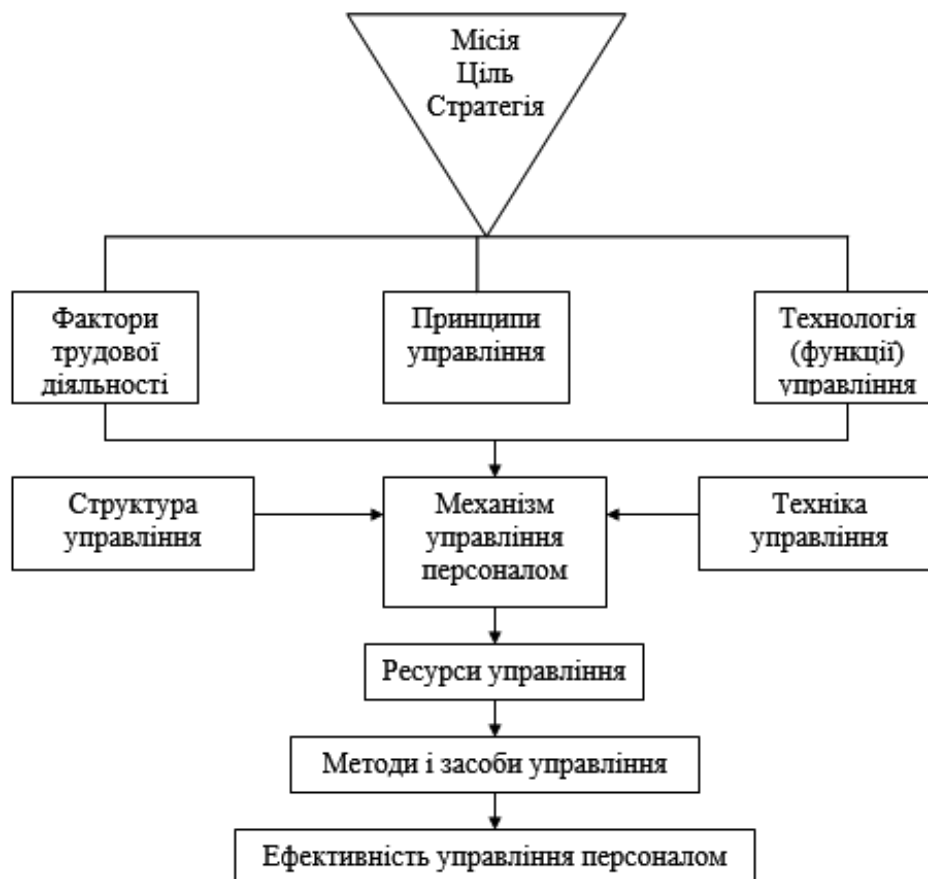 Місія
Ціль
Стратегія
Фактори
трудової
діяльності
Принципи
управління
Технологія
(функції)
управління
Структура
управління
Механізм
управління
персоналом
Техніка
управління
Ресурси управління
Методи і засоби управління
Ефективність управління персоналом